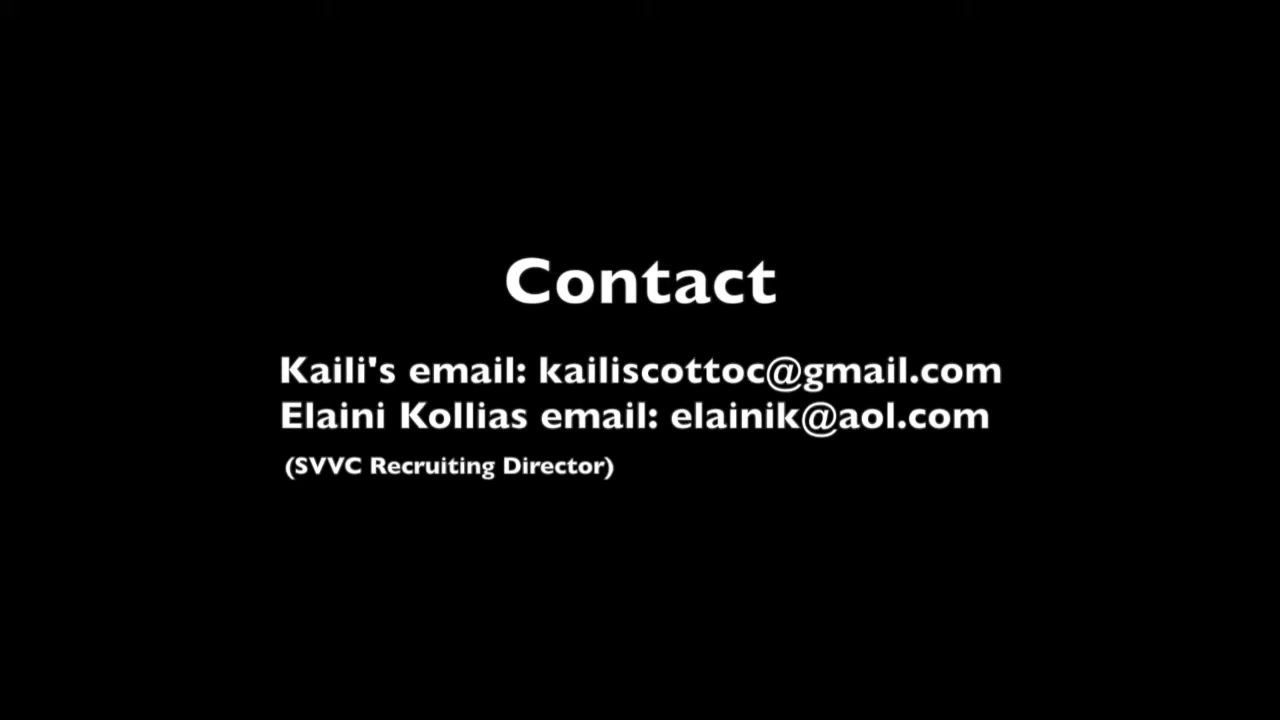 Contact
Kaili's email: kailiscottoc@gmail.com
Elaini Kollias email: elainik@aol.com
(SVVC Recruiting Director)